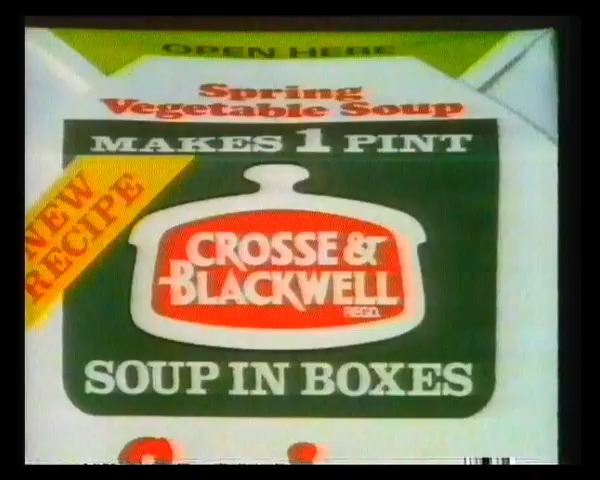 OPEN HERE
Spring
Vegetable Soup
MAKES 1 PINT
NEW
RECIPE
CROSSE &
BLACKWELL
REGD.
SOUP IN BOXES